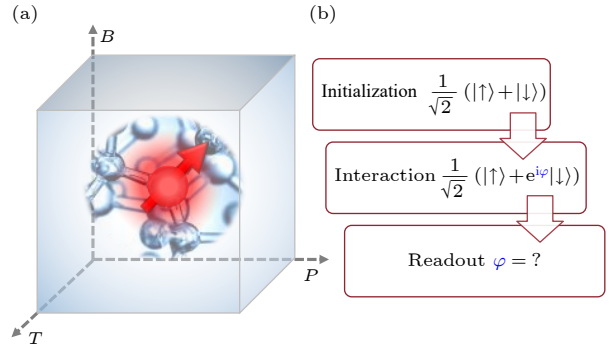 (a)
B
P
T
(b)
Initialization 1/√2 (|↑⟩+|↓⟩)
Interaction 1/√2 (|↑⟩+e^{iφ}|↓⟩)
Readout φ = ?